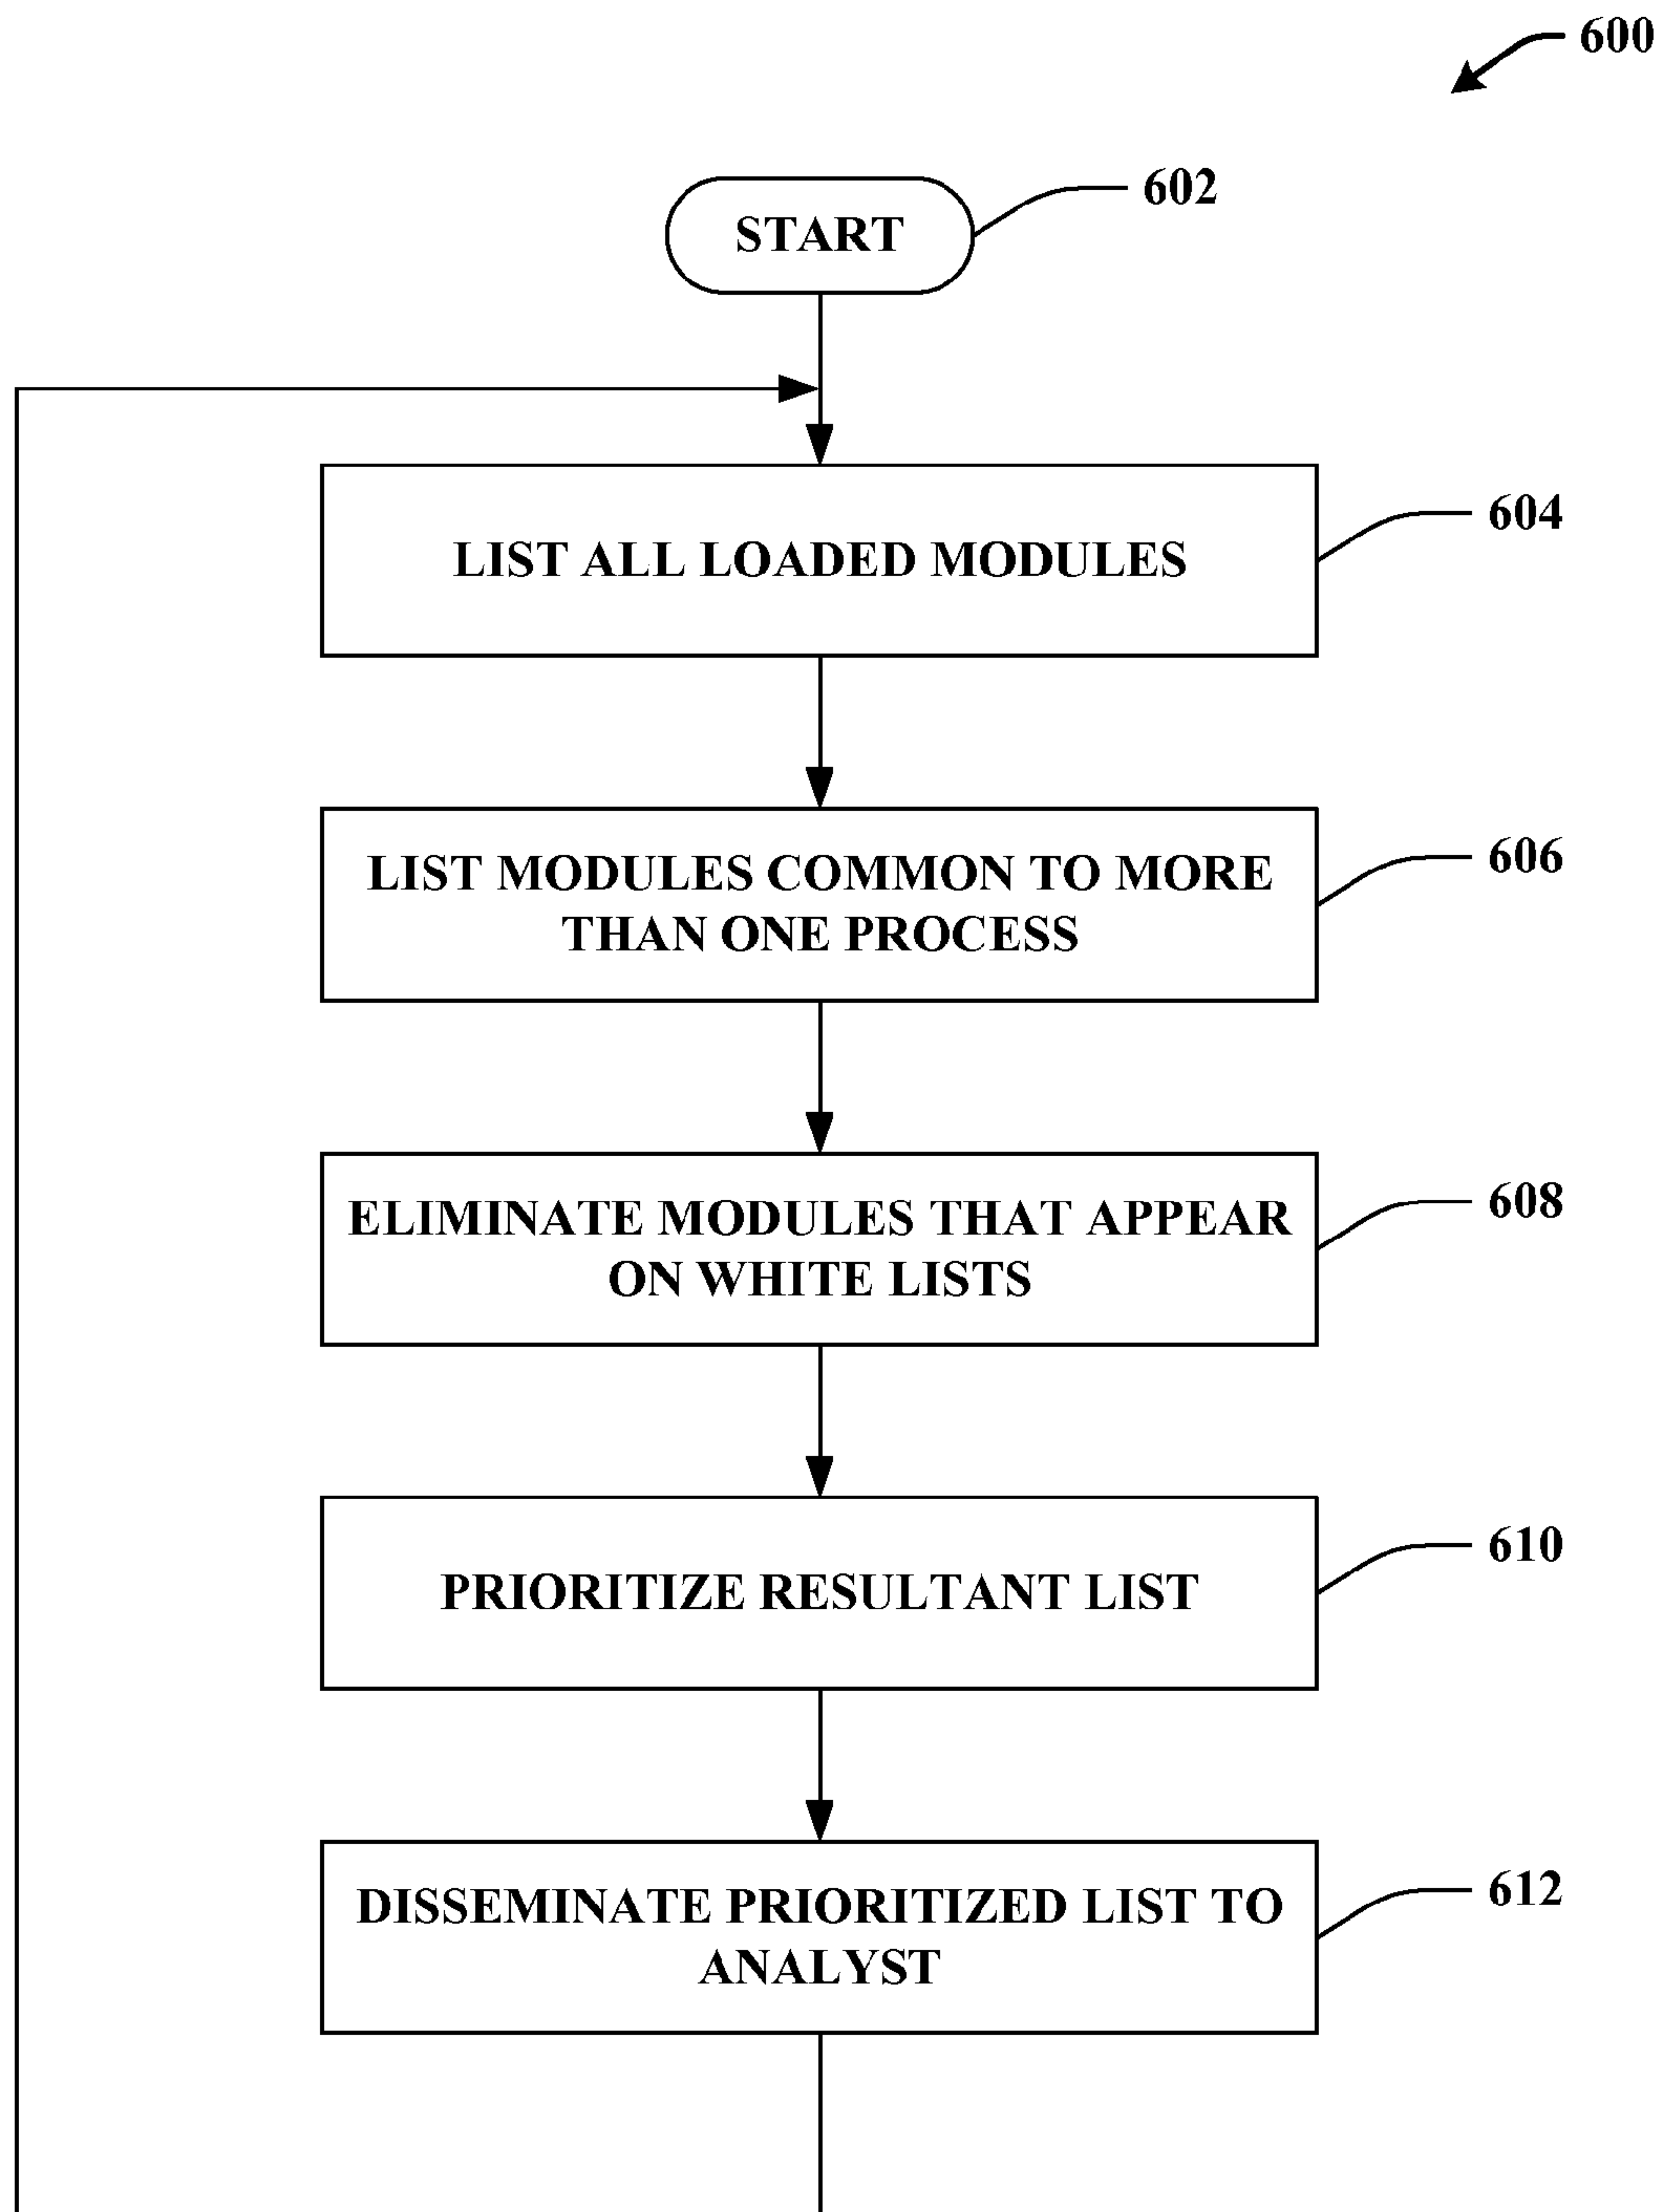 600
602
START
604
LIST ALL LOADED MODULES
606
LIST MODULES COMMON TO MORE
THAN ONE PROCESS
608
ELIMINATE MODULES THAT APPEAR
ON WHITE LISTS
610
PRIORITIZE RESULTANT LIST
612
DISSEMINATE PRIORITIZED LIST TO
ANALYST